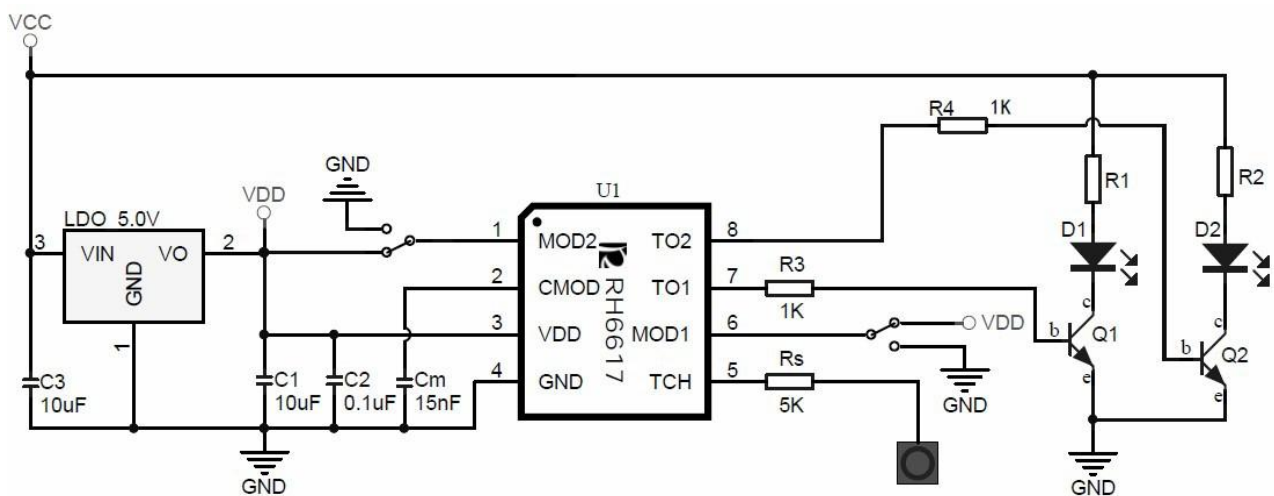 VCC
R4 1K
GND
U1
R1
R2
VDD
LDO 5.0V
D1
D2
3 VIN VO 2
GND
1
1 MOD2 TO2 8
2 CMOD TO1 7
3 VDD MOD1 6
4 GND TCH 5
RH6617
R3
1K
VDD
GND
Rs
5K
c
b Q1
e
c
b Q2
e
C3
10uF
C1
10uF
C2
0.1uF
Cm
15nF
GND
GND